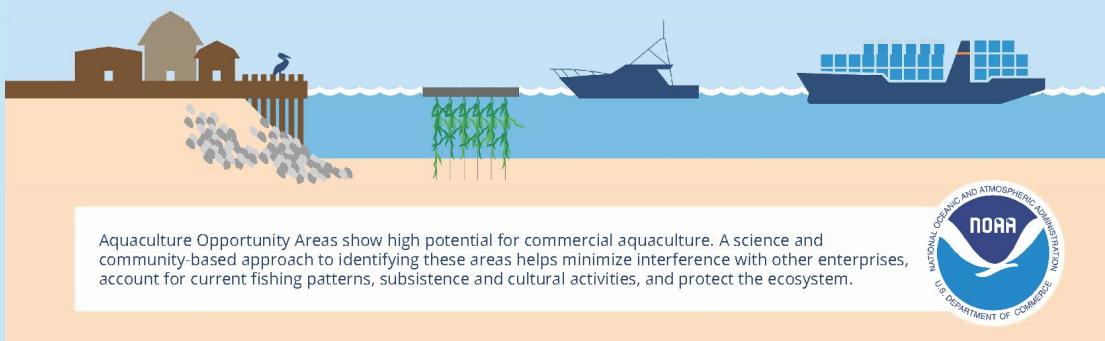 Aquaculture Opportunity Areas show high potential for commercial aquaculture. A science and
community-based approach to identifying these areas helps minimize interference with other enterprises,
account for current fishing patterns, subsistence and cultural activities, and protect the ecosystem.
NATIONAL OCEANIC AND ATMOSPHERIC ADMINISTRATION
NOAA
U.S. DEPARTMENT OF COMMERCE